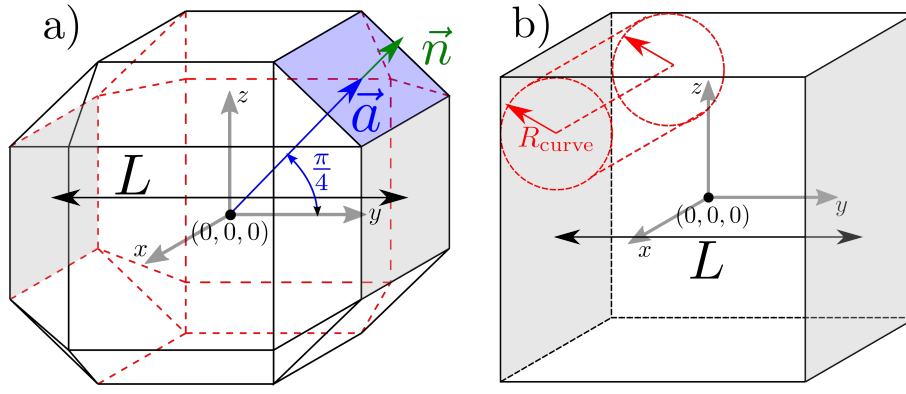 a)
n⃗
a⃗
z
L
π/4
(0, 0, 0)
y
x
b)
z
R_curve
y
(0, 0, 0)
x
L